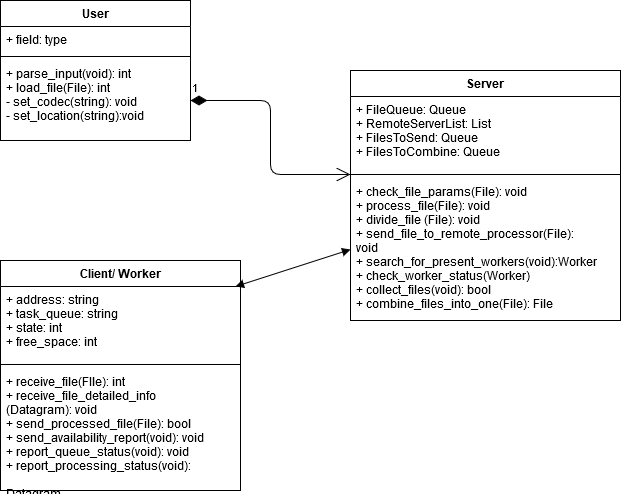 User
+ field: type
+ parse_input(void): int
+ load_file(File): int
- set_codec(string): void
- set_location(string):void
1
Server
+ FileQueue: Queue
+ RemoteServerList: List
+ FilesToSend: Queue
+ FilesToCombine: Queue
+ check_file_params(File): void
+ process_file(File): void
+ divide_file (File): void
+ send_file_to_remote_processor(File):
void
+ search_for_present_workers(void):Worker
+ check_worker_status(Worker)
+ collect_files(void): bool
+ combine_files_into_one(File): File
Client/ Worker
+ address: string
+ task_queue: string
+ state: int
+ free_space: int
+ receive_file(FIle): int
+ receive_file_detailed_info
(Datagram): void
+ send_processed_file(File): bool
+ send_availability_report(void): void
+ report_queue_status(void): void
+ report_processing_status(void):
Datagram